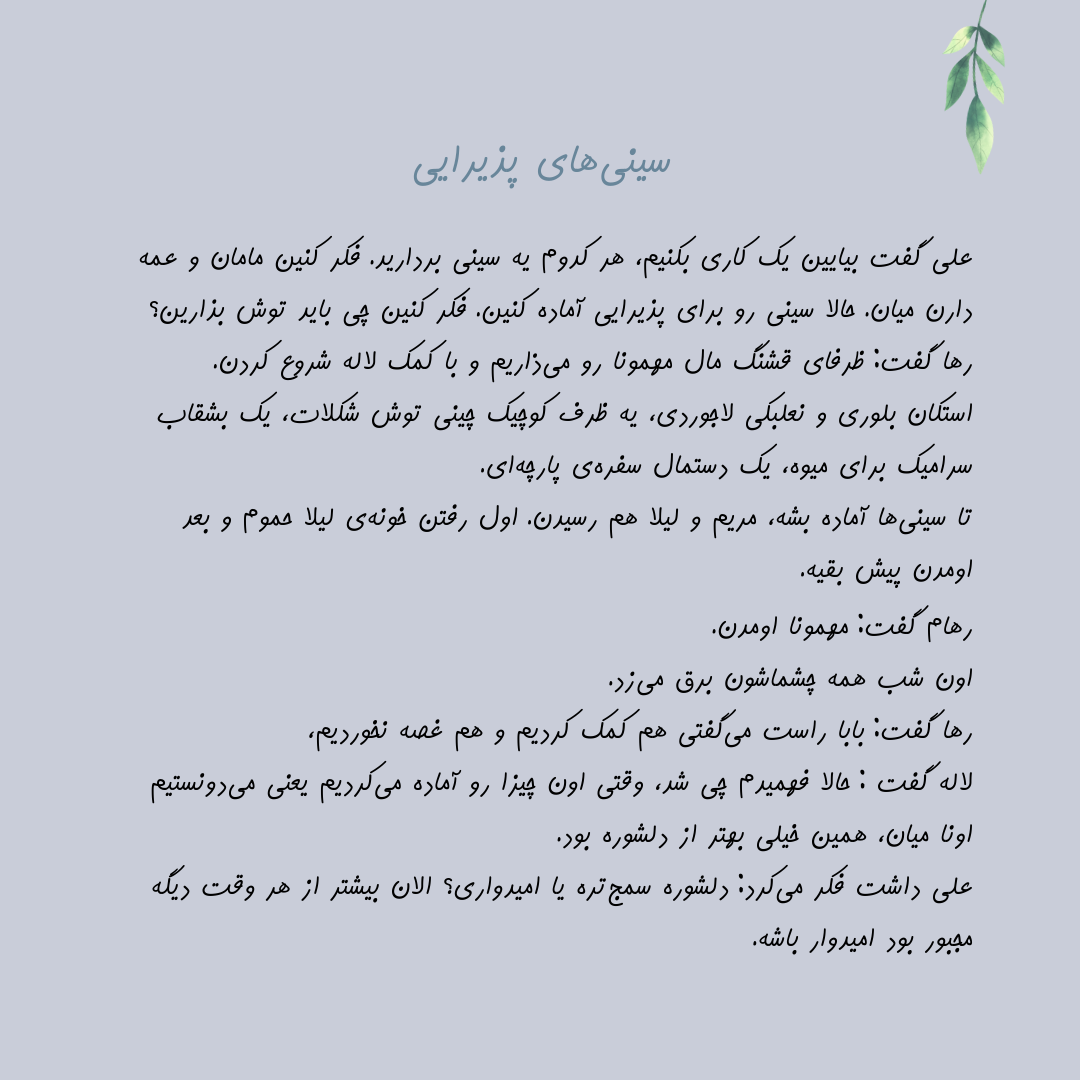 سینی‌های پذیرایی
علی گفت بیایین یک کاری بکنیم، هر کدوم یه سینی بردارید. فکر کنین مامان و عمه
دارن میان. حالا سینی رو برای پذیرایی آماده کنین. فکر کنین چی باید توش بزارین؟
رها گفت: ظرفای قشنگ مال مهمونا رو می‌ذاریم و با کمک لاله شروع کردن.
استکان بلوری و نعلبکی لاجوردی، یه ظرف کوچیک چینی توش شکلات، یک بشقاب
سرامیک برای میوه، یک دستمال سفره‌ی پارچه‌ای.
تا سینی‌ها آماده بشه، مریم و لیلا هم رسیدن. اول رفتن خونه‌ی لیلا حموم و بعد
اومدن پیش بقیه.
رهام گفت: مهمونا اومدن.
اون شب همه چشماشون برق می‌زد.
رها گفت: بابا راست می‌گفتی هم کمک کردیم و هم غصه نخوردیم،
لاله گفت : حالا فهمیدم چی شد، وقتی اون چیزا رو آماده می‌کردیم یعنی می‌دونستیم
اونا میان، همین خیلی بهتر از دلشوره بود.
علی داشت فکر می‌کرد: دلشوره سمج‌تره یا امیدواری؟ الان بیشتر از هر وقت دیگه
مجبور بود امیدوار باشه.